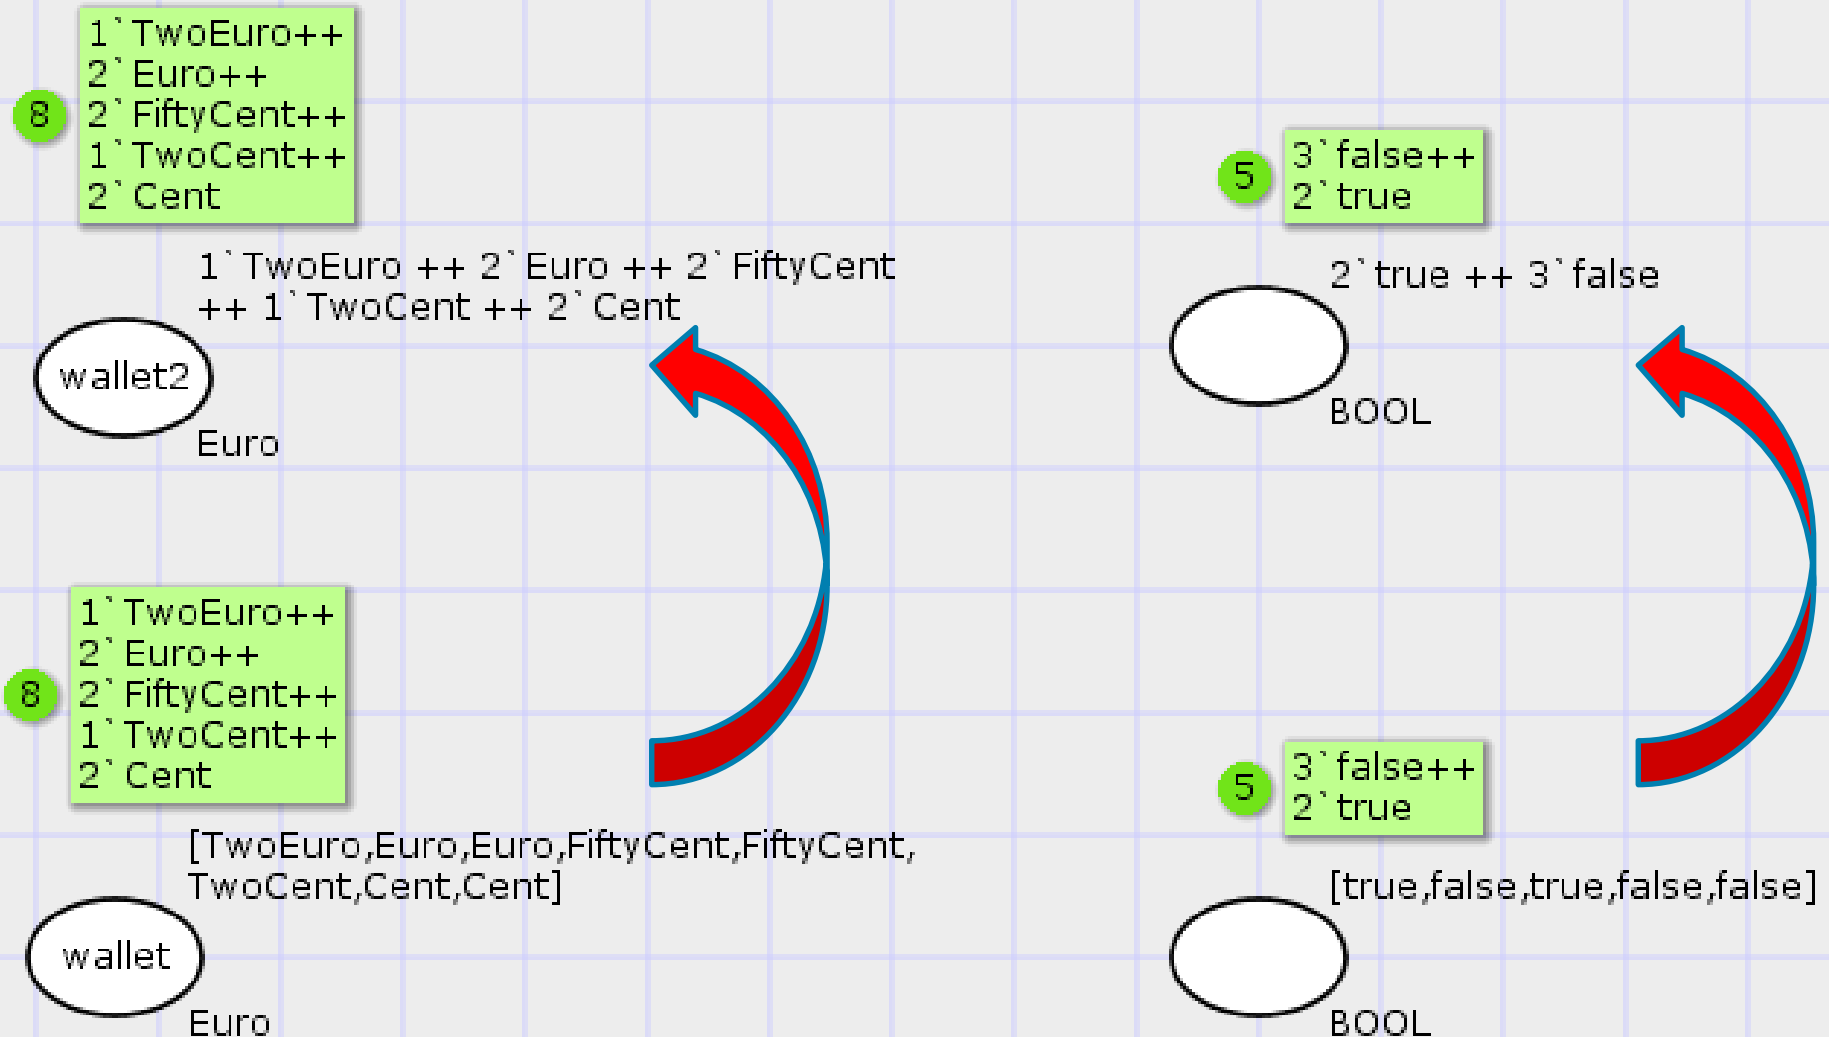 1`TwoEuro++
2`Euro++
8
2`FiftyCent++
1`TwoCent++
2`Cent
1`TwoEuro ++ 2`Euro ++ 2`FiftyCent
++ 1`TwoCent ++ 2`Cent
wallet2
Euro
5
3`false++
2`true
2`true ++ 3`false
BOOL
1`TwoEuro++
2`Euro++
8
2`FiftyCent++
1`TwoCent++
2`Cent
[TwoEuro,Euro,Euro,FiftyCent,FiftyCent,
TwoCent,Cent,Cent]
wallet
Euro
5
3`false++
2`true
[true,false,true,false,false]
BOOL